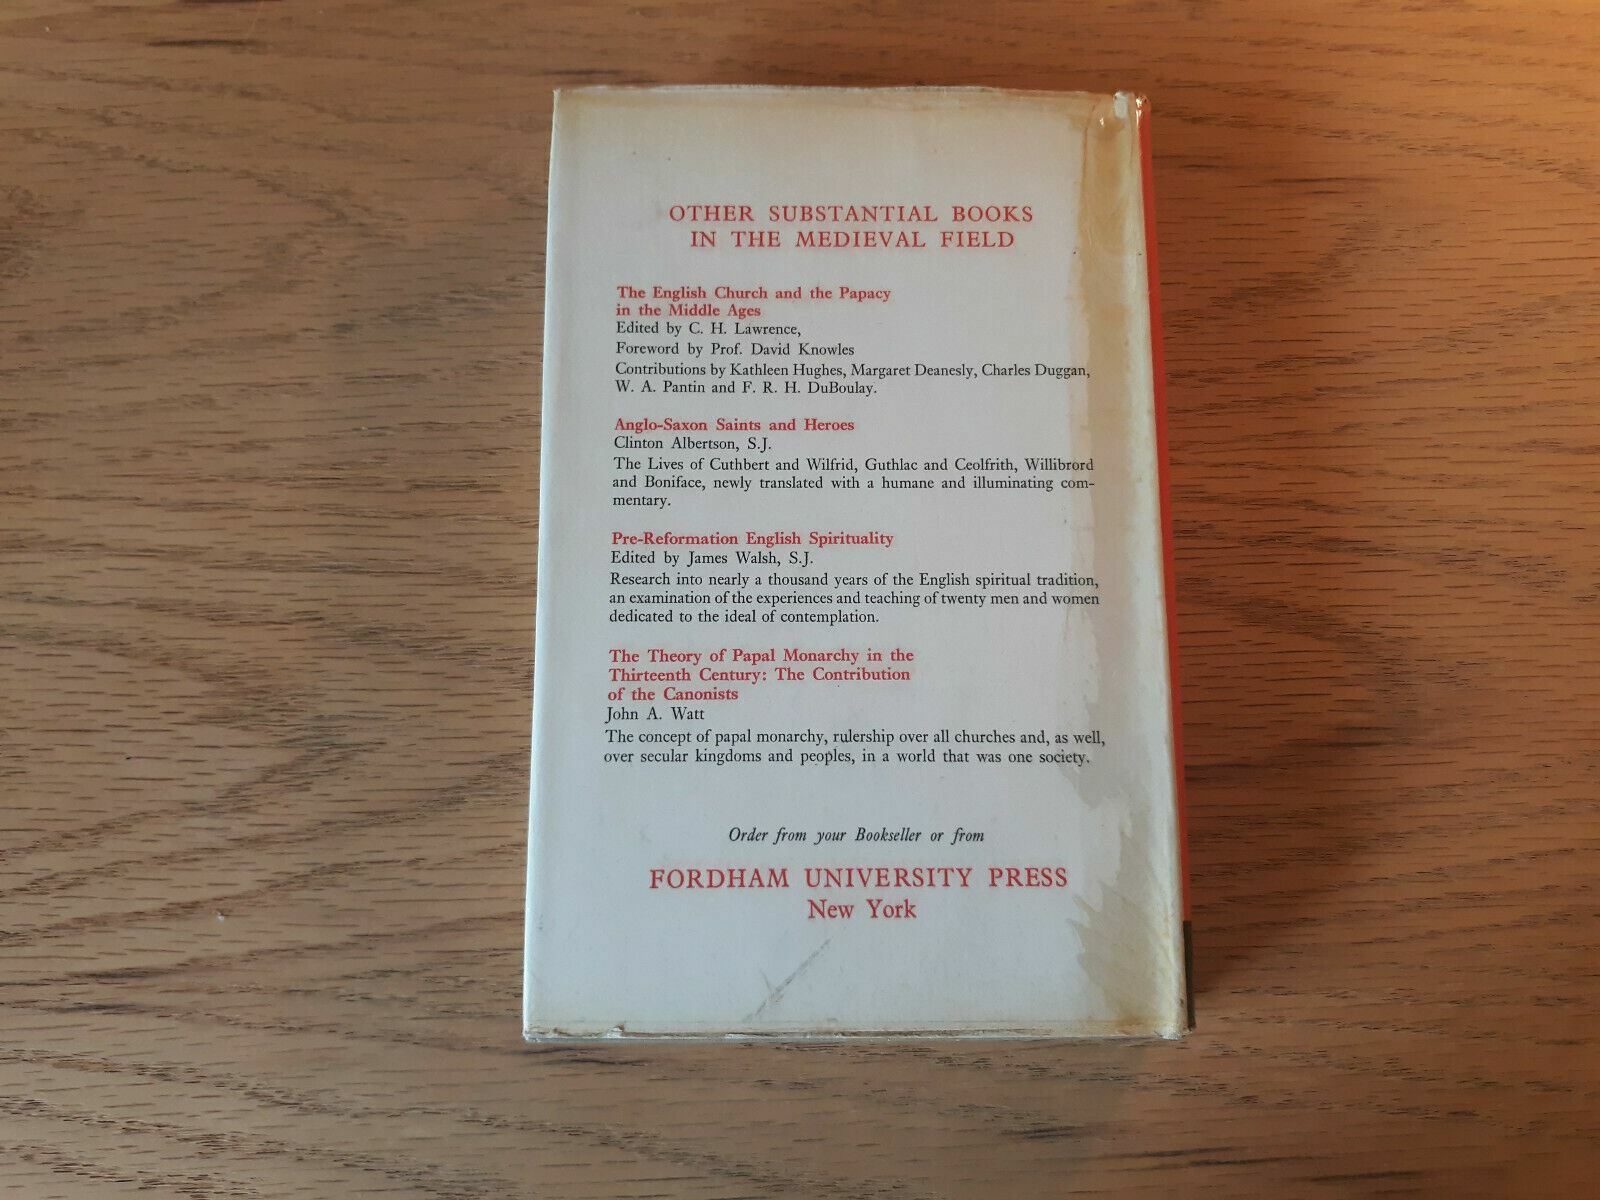 OTHER SUBSTANTIAL BOOKS
IN THE MEDIEVAL FIELD
The English Church and the Papacy
in the Middle Ages
Edited by C. H. Lawrence,
Foreword by Prof. David Knowles
Contributions by Kathleen Hughes, Margaret Deanesly, Charles Duggan,
W. A. Pantin and F. R. H. DuBoulay.
Anglo-Saxon Saints and Heroes
Clinton Albertson, S.J.
The Lives of Cuthbert and Wilfrid, Guthlac and Ceolfrith, Willibrord
and Boniface, newly translated with a humane and illuminating com-
mentary.
Pre-Reformation English Spirituality
Edited by James Walsh, S.J.
Research into nearly a thousand years of the English spiritual tradition,
an examination of the experiences and teaching of twenty men and women
dedicated to the ideal of contemplation.
The Theory of Papal Monarchy in the
Thirteenth Century: The Contribution
of the Canonists
John A. Watt
The concept of papal monarchy, rulership over all churches and, as well,
over secular kingdoms and peoples, in a world that was one society.
Order from your Bookseller or from
FORDHAM UNIVERSITY PRESS
New York